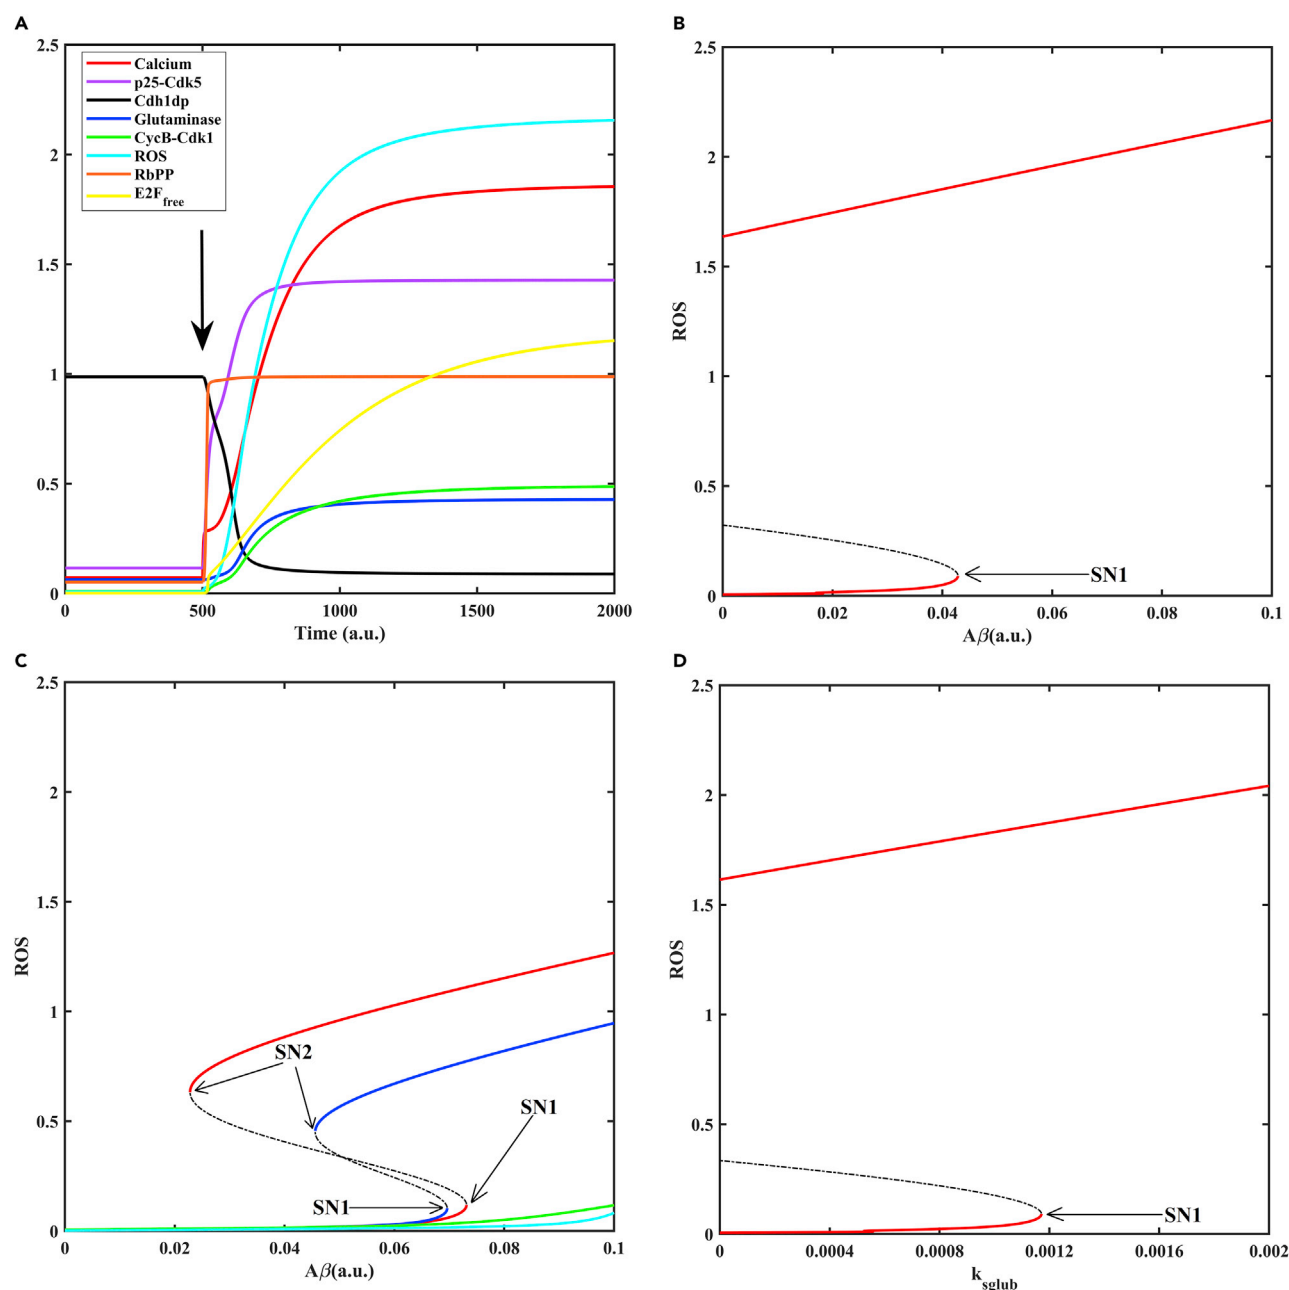 A
2.5
2
1.5
1
0.5
0
Calcium
p25-Cdk5
Cdh1dp
Glutaminase
CycB-Cdk1
ROS
RbPP
E2Ffree
0 500 1000 1500 2000
Time (a.u.)
B
2.5
2
1.5
1
0.5
0
ROS
SN1
0 0.02 0.04 0.06 0.08 0.1
Aβ(a.u.)
C
2.5
2
1.5
1
0.5
0
ROS
SN2
SN1
SN1
0 0.02 0.04 0.06 0.08 0.1
Aβ(a.u.)
D
2.5
2
1.5
1
0.5
0
ROS
SN1
0 0.0004 0.0008 0.0012 0.0016 0.002
ksglub